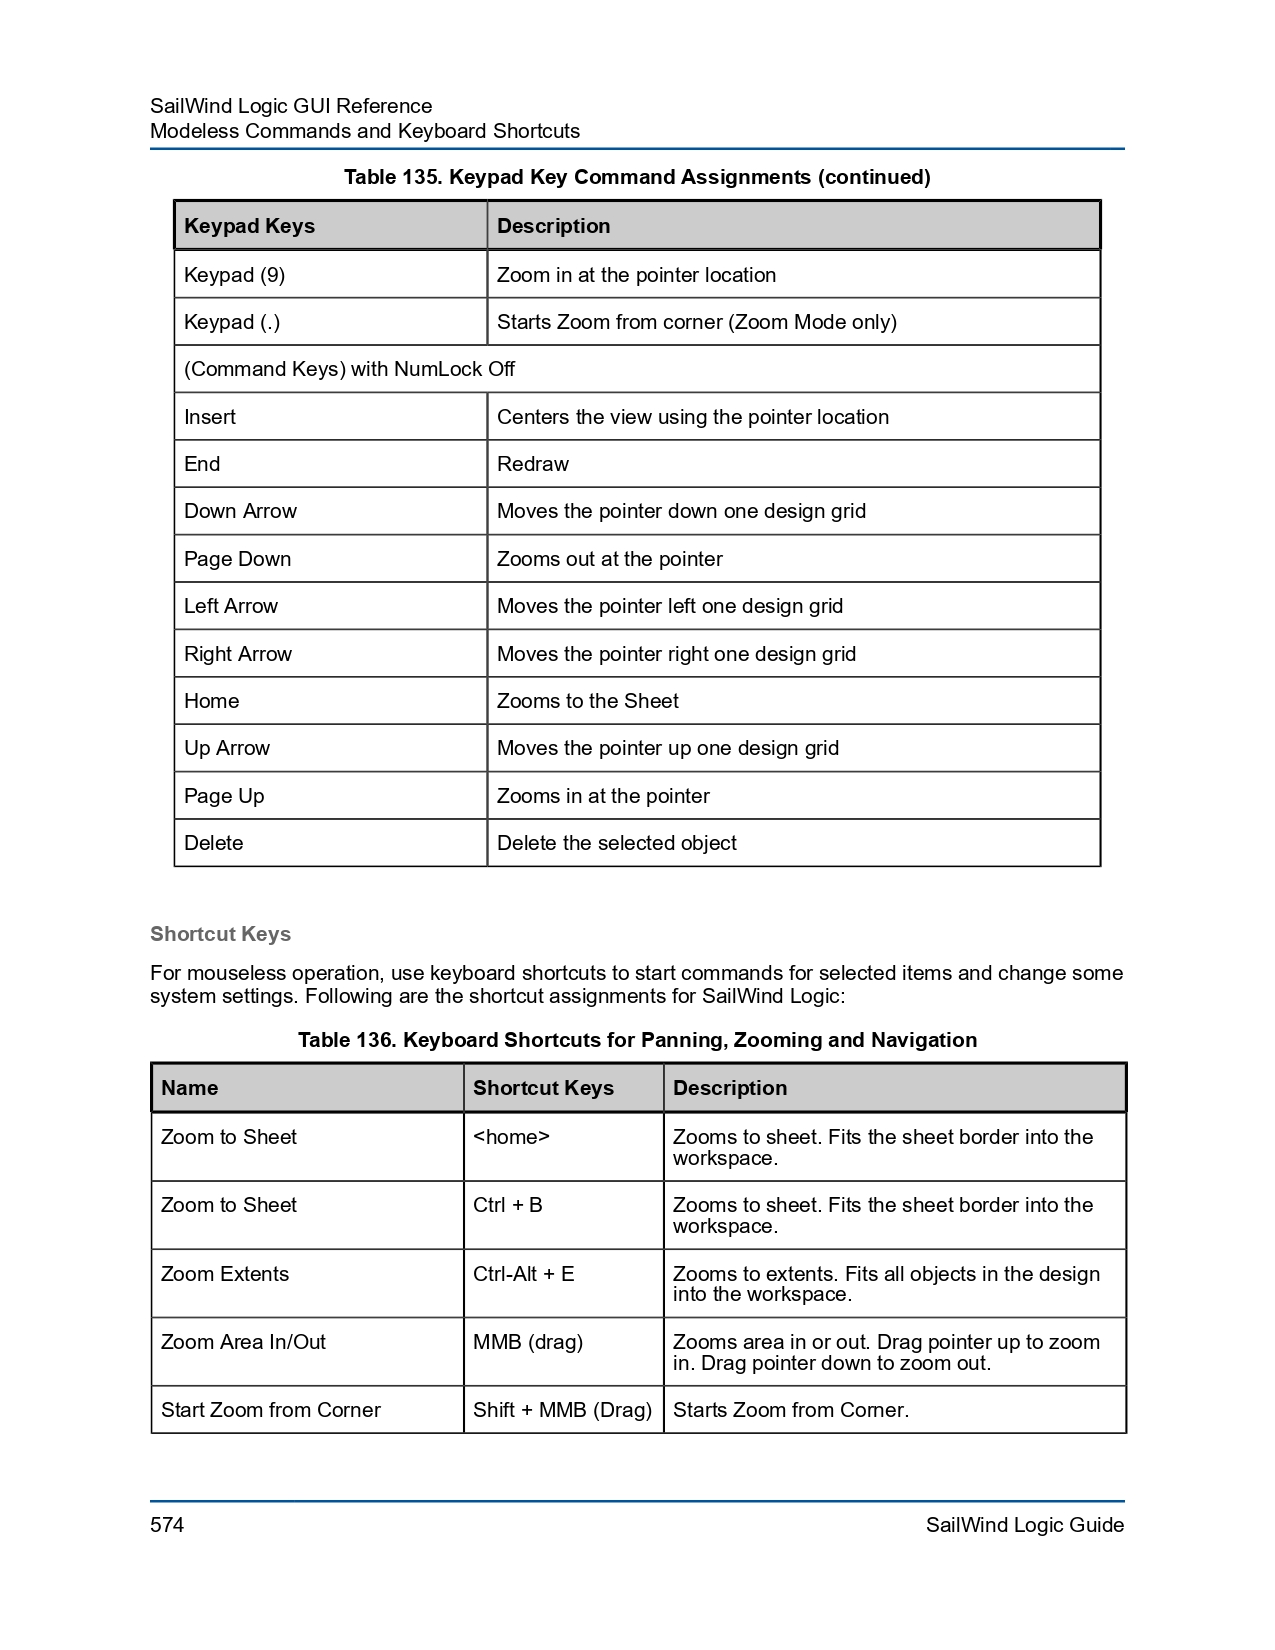 SailWind Logic GUI Reference
Modeless Commands and Keyboard Shortcuts
Table 135. Keypad Key Command Assignments (continued)
Keypad Keys Description
Keypad (9) Zoom in at the pointer location
Keypad (.) Starts Zoom from corner (Zoom Mode only)
(Command Keys) with NumLock Off
Insert Centers the view using the pointer location
End Redraw
Down Arrow Moves the pointer down one design grid
Page Down Zooms out at the pointer
Left Arrow Moves the pointer left one design grid
Right Arrow Moves the pointer right one design grid
Home Zooms to the Sheet
Up Arrow Moves the pointer up one design grid
Page Up Zooms in at the pointer
Delete Delete the selected object
Shortcut Keys
For mouseless operation, use keyboard shortcuts to start commands for selected items and change some
system settings. Following are the shortcut assignments for SailWind Logic:
Table 136. Keyboard Shortcuts for Panning, Zooming and Navigation
Name Shortcut Keys Description
Zoom to Sheet <home> Zooms to sheet. Fits the sheet border into the
workspace.
Zoom to Sheet Ctrl + B Zooms to sheet. Fits the sheet border into the
workspace.
Zoom Extents Ctrl-Alt + E Zooms to extents. Fits all objects in the design
into the workspace.
Zoom Area In/Out MMB (drag) Zooms area in or out. Drag pointer up to zoom
in. Drag pointer down to zoom out.
Start Zoom from Corner Shift + MMB (Drag) Starts Zoom from Corner.
574 SailWind Logic Guide